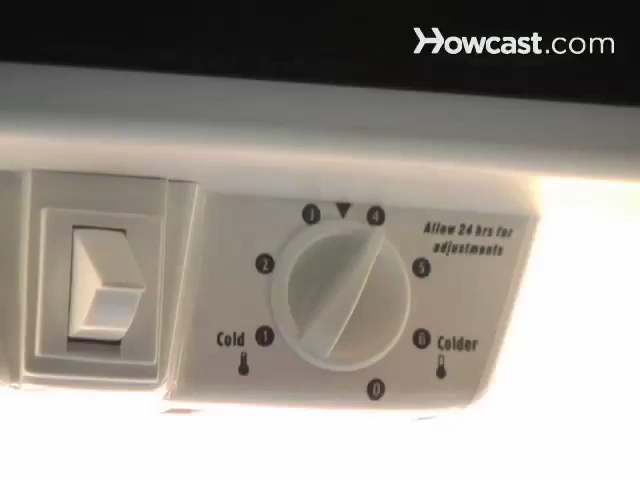 Howcast.com
3 4
Allow 24 hrs for
adjustments
2 5
Cold 1 6 Colder
0